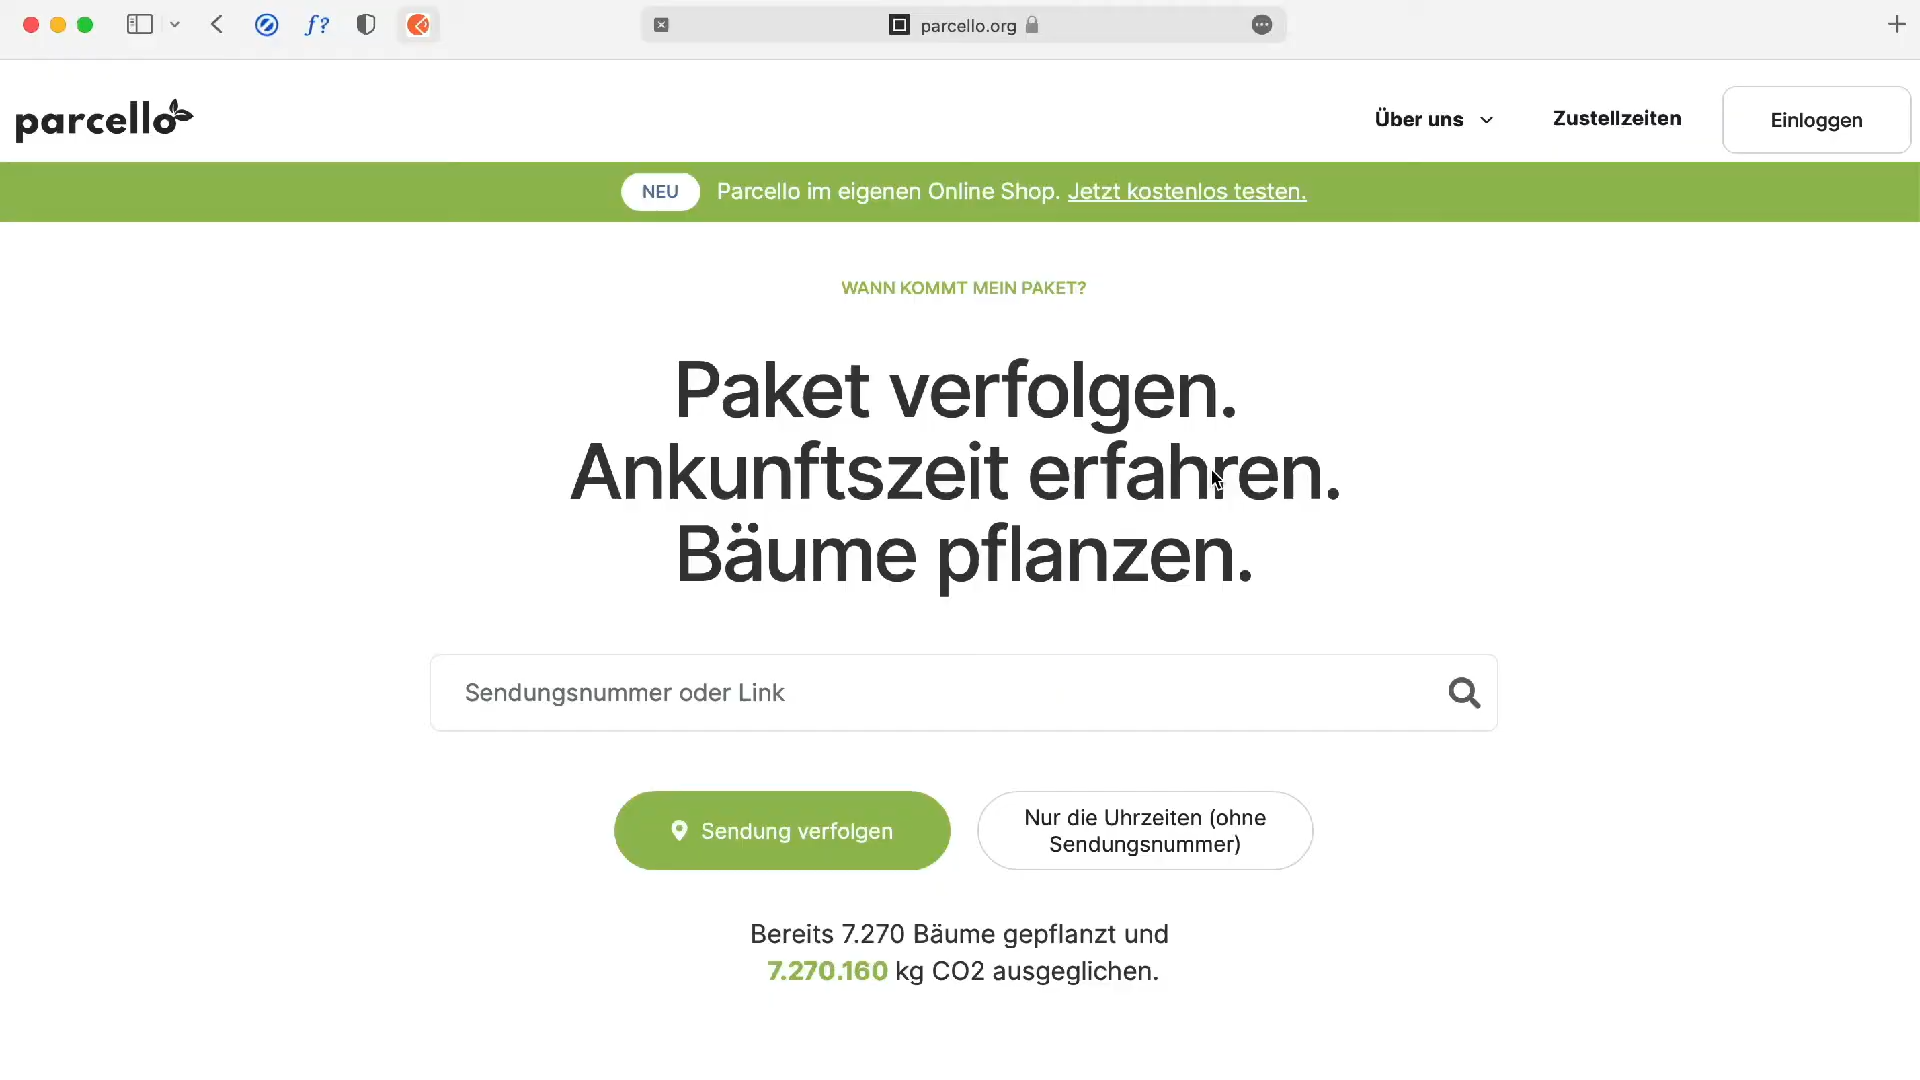 parcello.org
parcello
Über uns
Zustellzeiten
Einloggen
NEU Parcello im eigenen Online Shop. Jetzt kostenlos testen.
WANN KOMMT MEIN PAKET?
Paket verfolgen.
Ankunftszeit erfahren.
Bäume pflanzen.
Sendungsnummer oder Link
Sendung verfolgen
Nur die Uhrzeiten (ohne
Sendungsnummer)
Bereits 7.270 Bäume gepflanzt und
7.270.160 kg CO2 ausgeglichen.